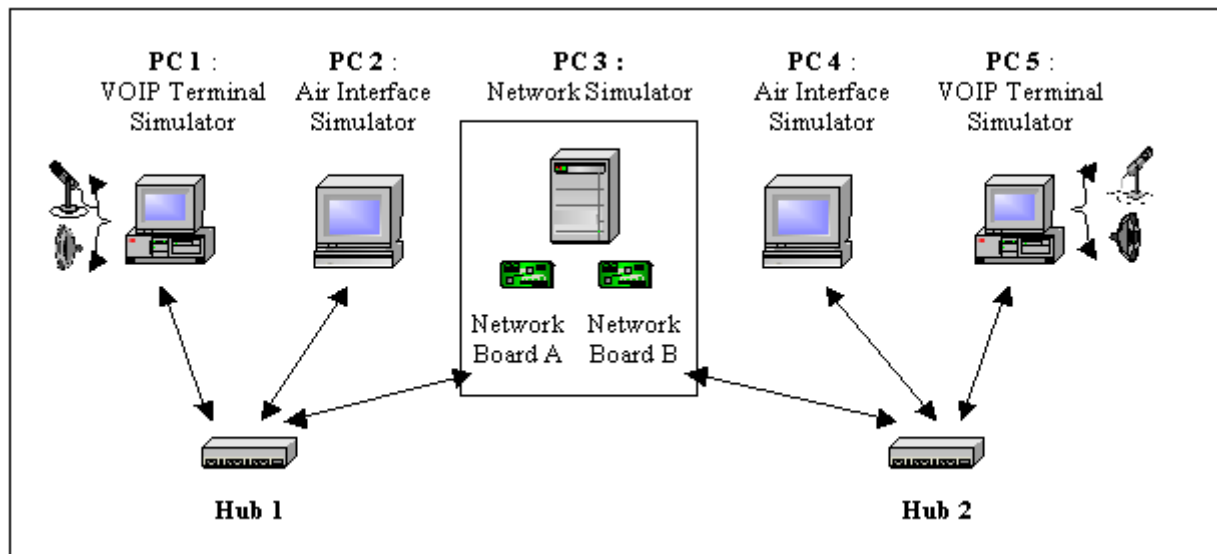 PC 1 :
VOIP Terminal
Simulator
PC 2 :
Air Interface
Simulator
PC 3 :
Network Simulator
PC 4 :
Air Interface
Simulator
PC 5 :
VOIP Terminal
Simulator
Network
Board A
Network
Board B
Hub 1
Hub 2